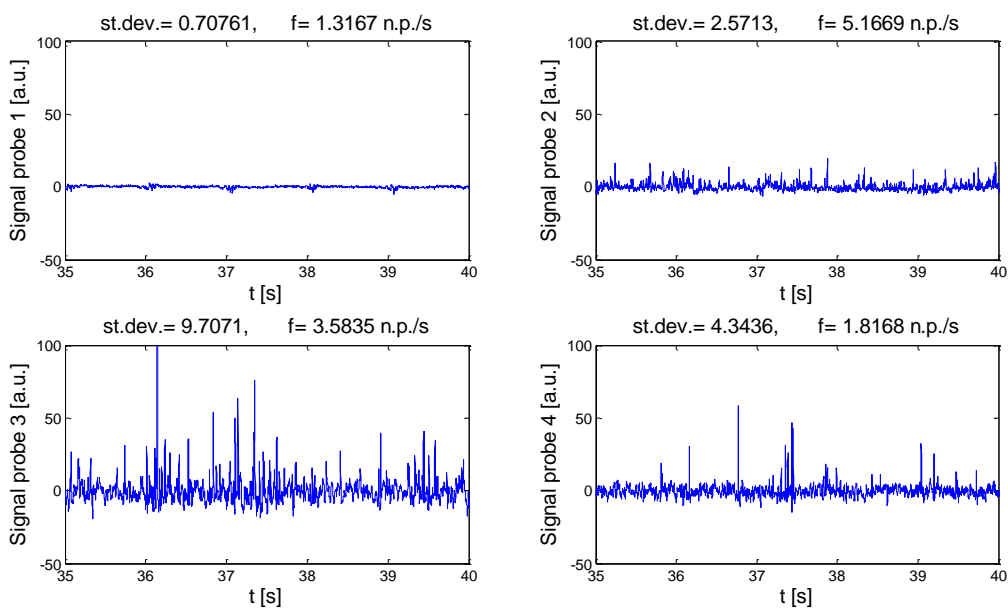 st.dev.= 0.70761, f= 1.3167 n.p./s
100
50
0
-50
Signal probe 1 [a.u.]
35 36 37 38 39 40
t [s]
st.dev.= 2.5713, f= 5.1669 n.p./s
100
50
0
-50
Signal probe 2 [a.u.]
35 36 37 38 39 40
t [s]
st.dev.= 9.7071, f= 3.5835 n.p./s
100
50
0
-50
Signal probe 3 [a.u.]
35 36 37 38 39 40
t [s]
st.dev.= 4.3436, f= 1.8168 n.p./s
100
50
0
-50
Signal probe 4 [a.u.]
35 36 37 38 39 40
t [s]